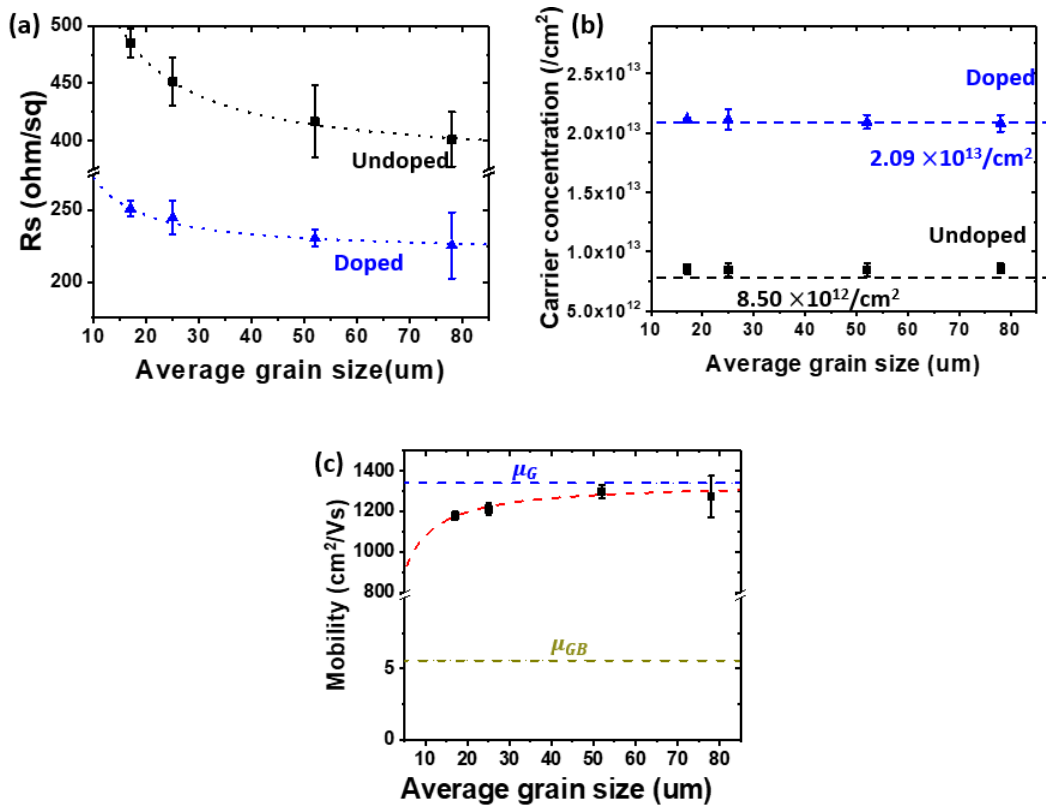 (a)
500
450
400
250
200
Rs (ohm/sq)
Undoped
Doped
10 20 30 40 50 60 70 80
Average grain size(um)
(b)
Carrier concentration (/cm²)
2.5x10¹³
2.0x10¹³
1.5x10¹³
1.0x10¹³
5.0x10¹²
Doped
2.09 ×10¹³/cm²
Undoped
8.50 ×10¹²/cm²
10 20 30 40 50 60 70 80
Average grain size (um)
(c)
1400
1200
1000
800
5
0
Mobility (cm²/Vs)
μG
μGB
10 20 30 40 50 60 70 80
Average grain size (um)